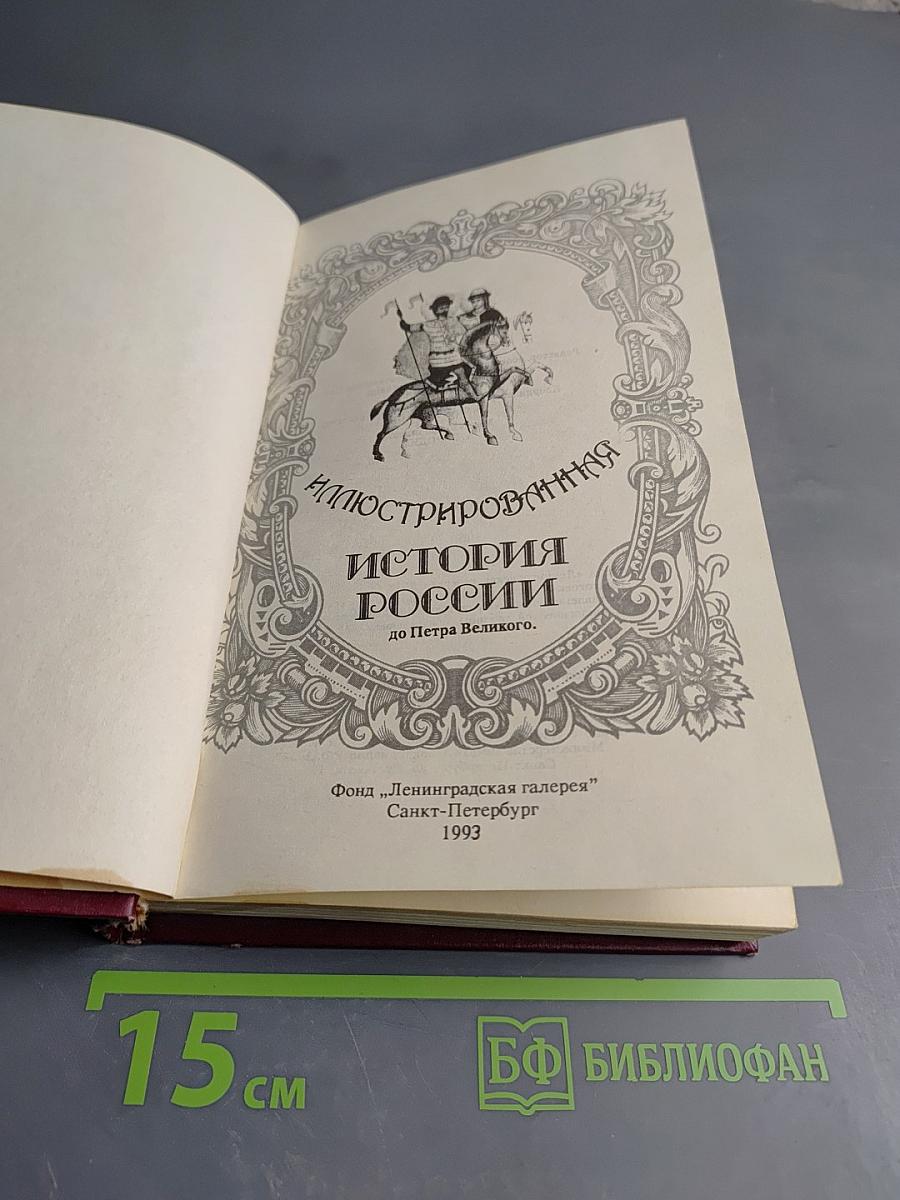 ИЛЛЮСТРИРОВАННАЯ
ИСТОРИЯ
РОССИИ
до Петра Великого.
Фонд „Ленинградская галерея”
Санкт-Петербург
1993
15 см
БФ БИБЛИОФАН